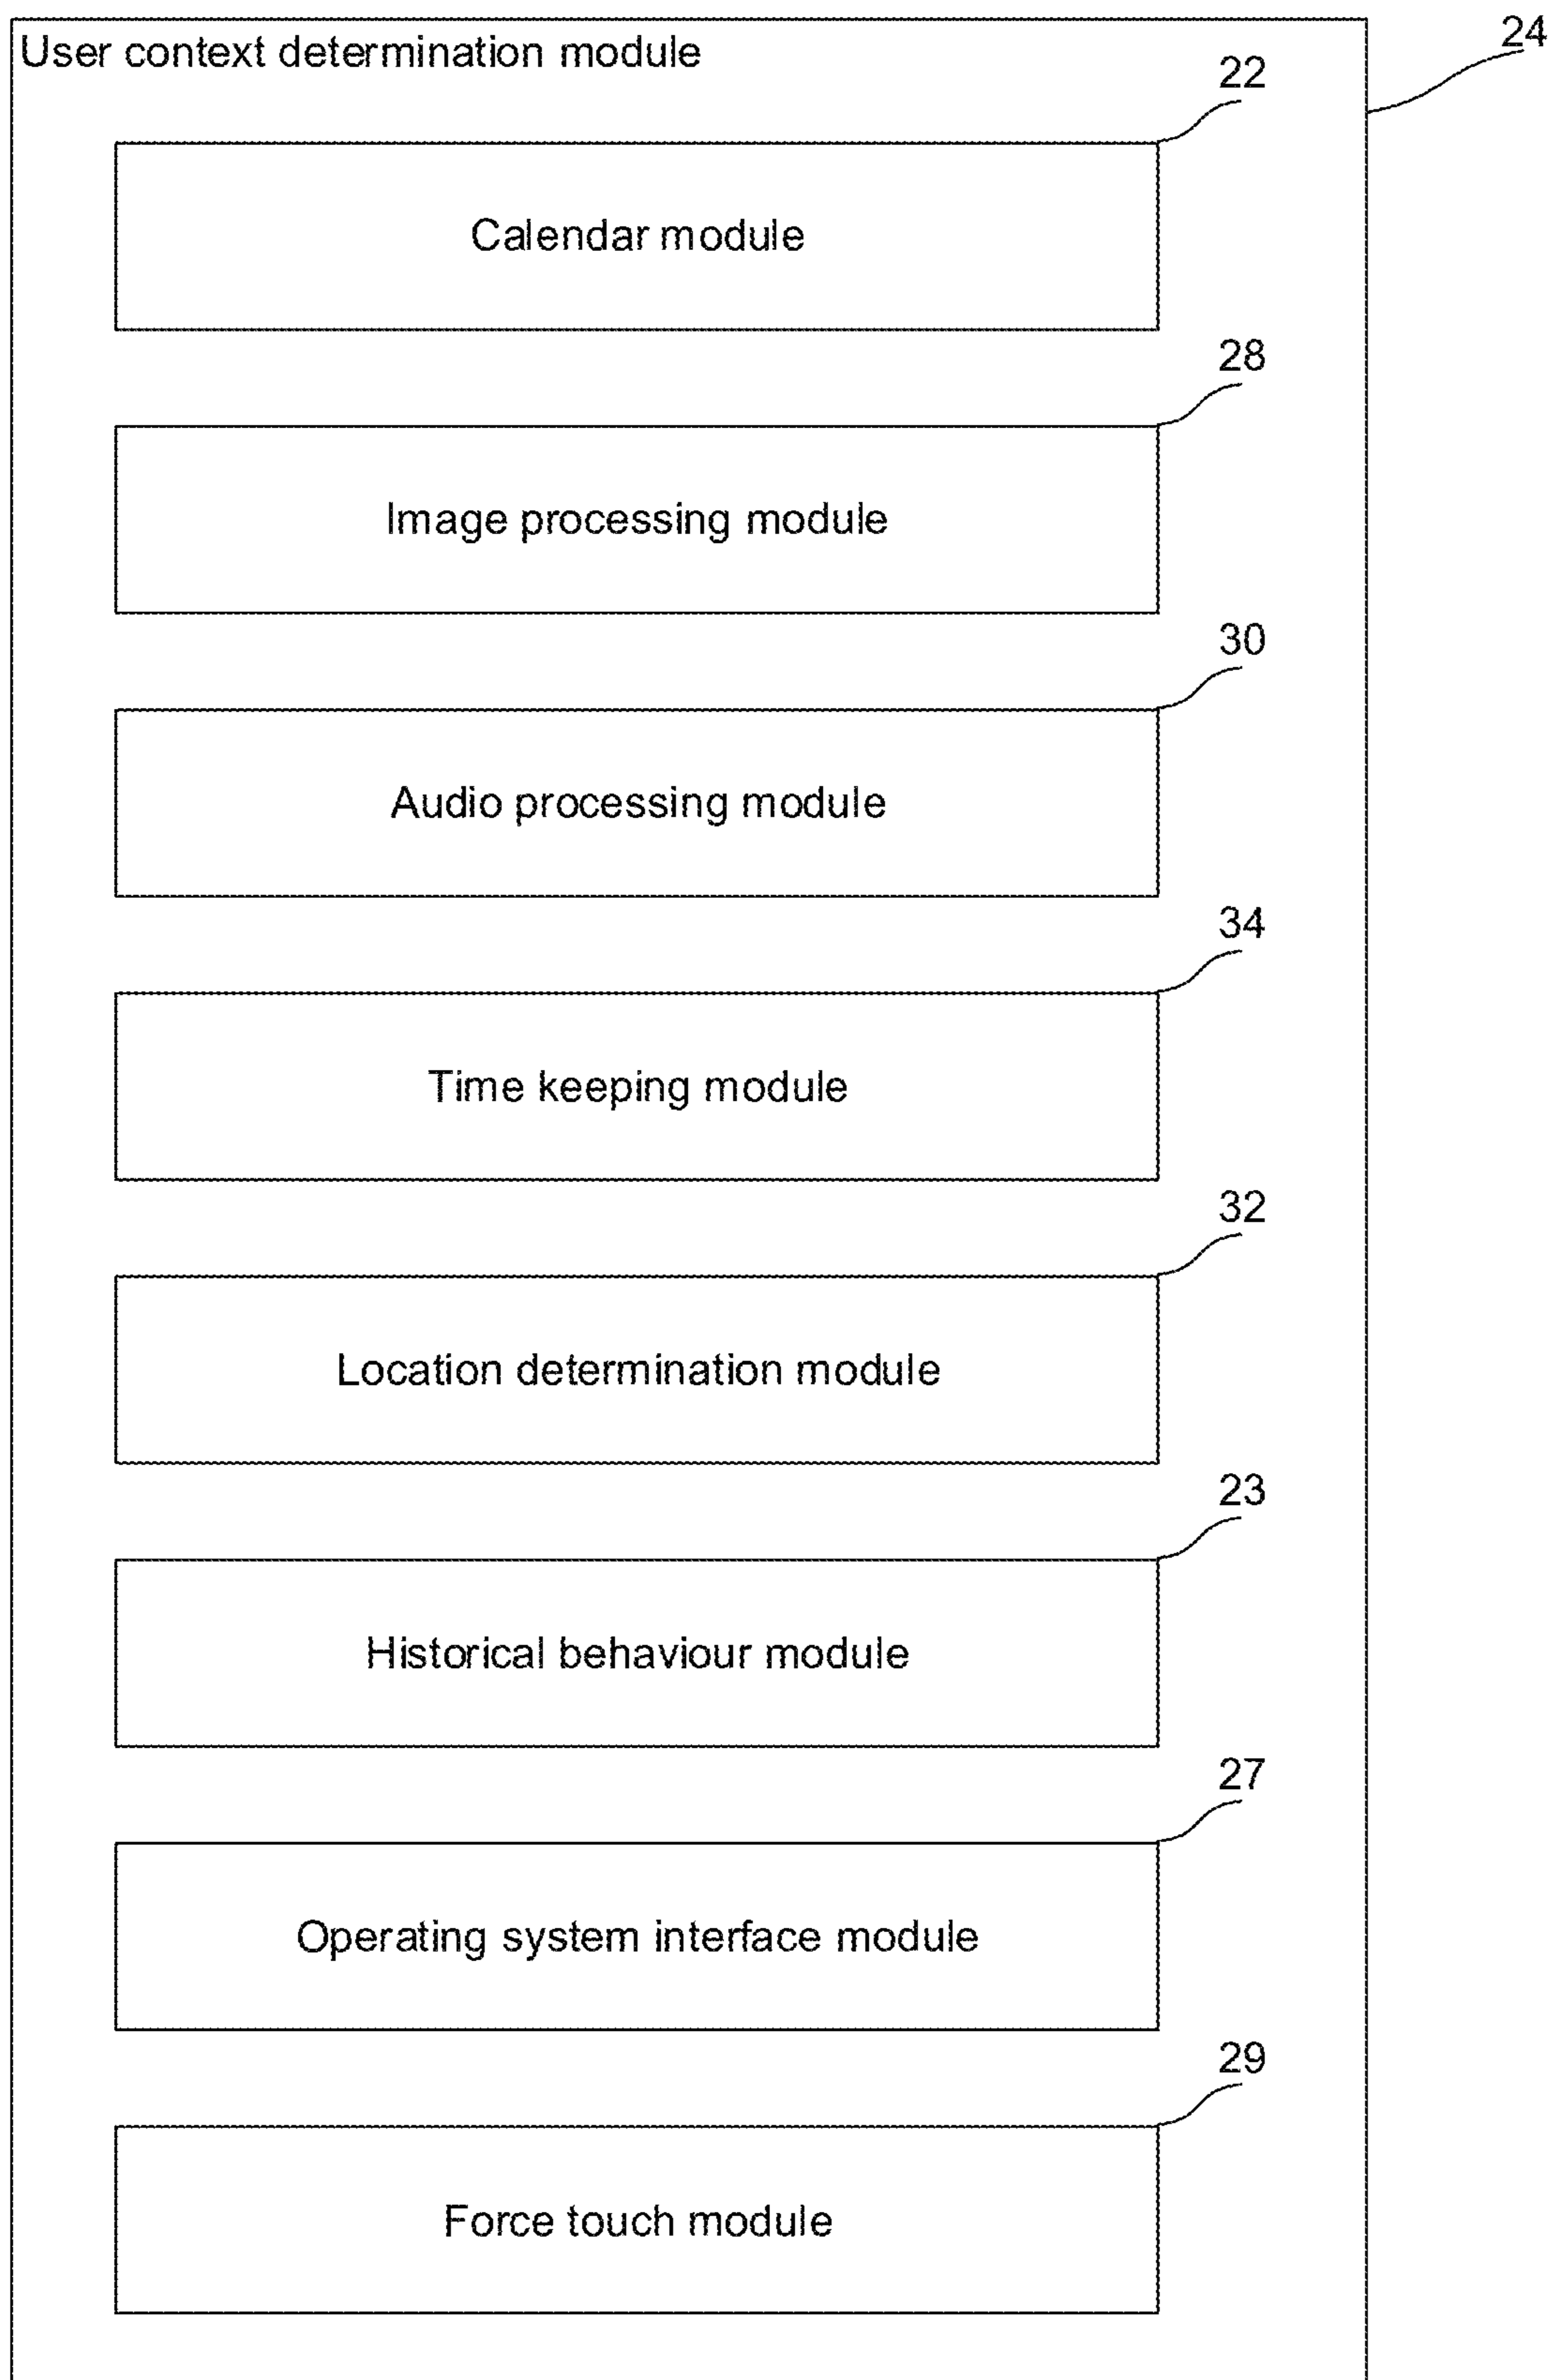 24
User context determination module
22
Calendar module
28
Image processing module
30
Audio processing module
34
Time keeping module
32
Location determination module
23
Historical behaviour module
27
Operating system interface module
29
Force touch module